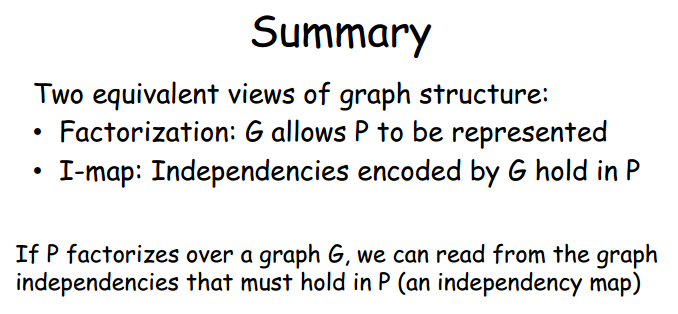 Summary
Two equivalent views of graph structure:
• Factorization: G allows P to be represented
• I-map: Independencies encoded by G hold in P
If P factorizes over a graph G, we can read from the graph
independencies that must hold in P (an independency map)